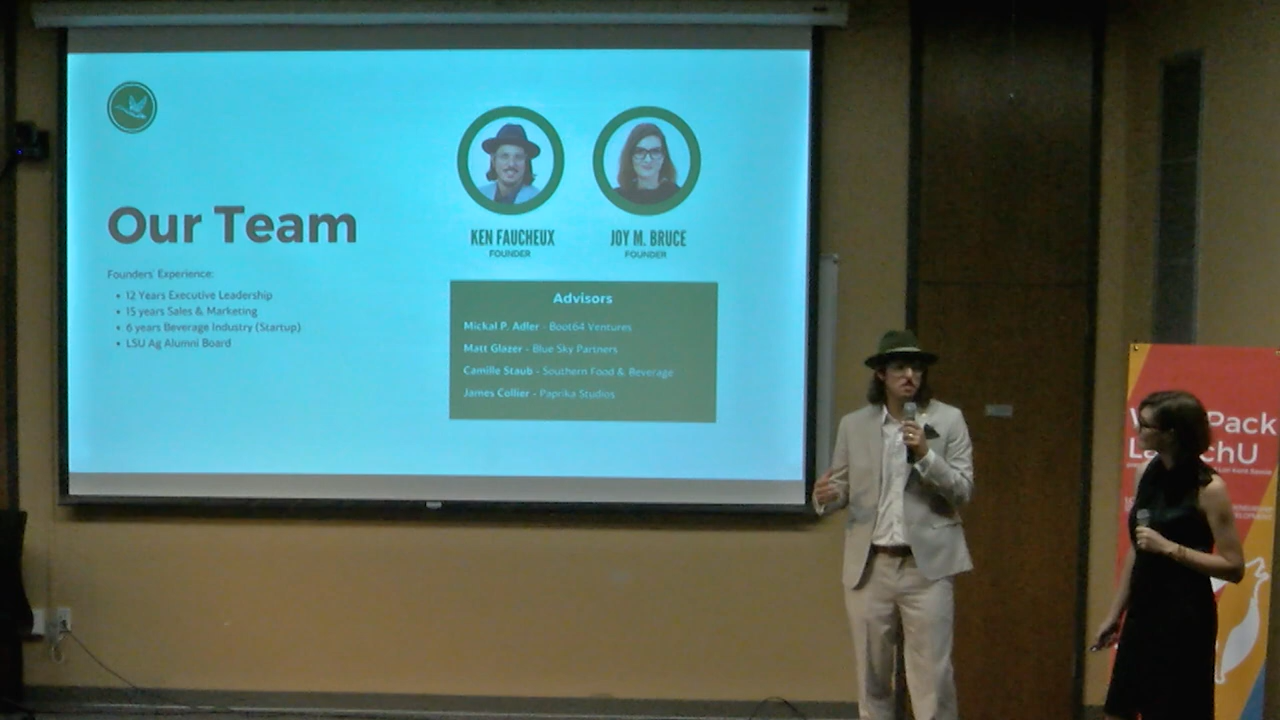 Our Team
Founders' Experience:
• 12 Years Executive Leadership
• 15 years Sales & Marketing
• 6 years Beverage Industry (Startup)
• LSU Ag Alumni Board
KEN FAUCHEUX
FOUNDER
JOY M. BRUCE
FOUNDER
Advisors
Mickal P. Adler - Boot64 Ventures
Matt Glazer - Blue Sky Partners
Camille Staub - Southern Food & Beverage
James Collier - Paprika Studios
Pack
La chU